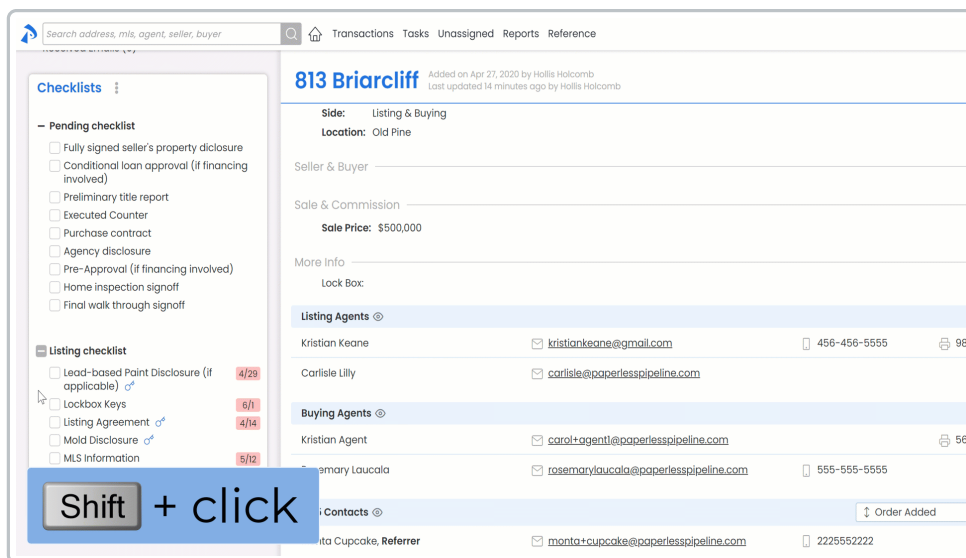 Search address, mls, agent, seller, buyer
Transactions Tasks Unassigned Reports Reference
Checklists
Pending checklist
Fully signed seller's property diclosure
Conditional loan approval (if financing
involved)
Preliminary title report
Executed Counter
Purchase contract
Agency disclosure
Pre-Approval (if financing involved)
Home inspection signoff
Final walk through signoff
Listing checklist
Lead-based Paint Disclosure (if
applicable)
4/29
Lockbox Keys 6/1
Listing Agreement 4/14
Mold Disclosure
MLS Information 5/12
Shift + click
813 Briarcliff
Added on Apr 27, 2020 by Hollis Holcomb
Last updated 14 minutes ago by Hollis Holcomb
Side: Listing & Buying
Location: Old Pine
Seller & Buyer
Sale & Commission
Sale Price: $500,000
More Info
Lock Box:
Listing Agents
Kristian Keane kristiankeane@gmail.com 456-456-5555 98
Carlisle Lilly carlisle@paperlesspipeline.com
Buying Agents
Kristian Agent carol+agent1@paperlesspipeline.com 56
Laucala rosemarylaucala@paperlesspipeline.com 555-555-5555
Contacts Order Added
Cupcake, Referrer monta+cupcake@paperlesspipeline.com 2225552222